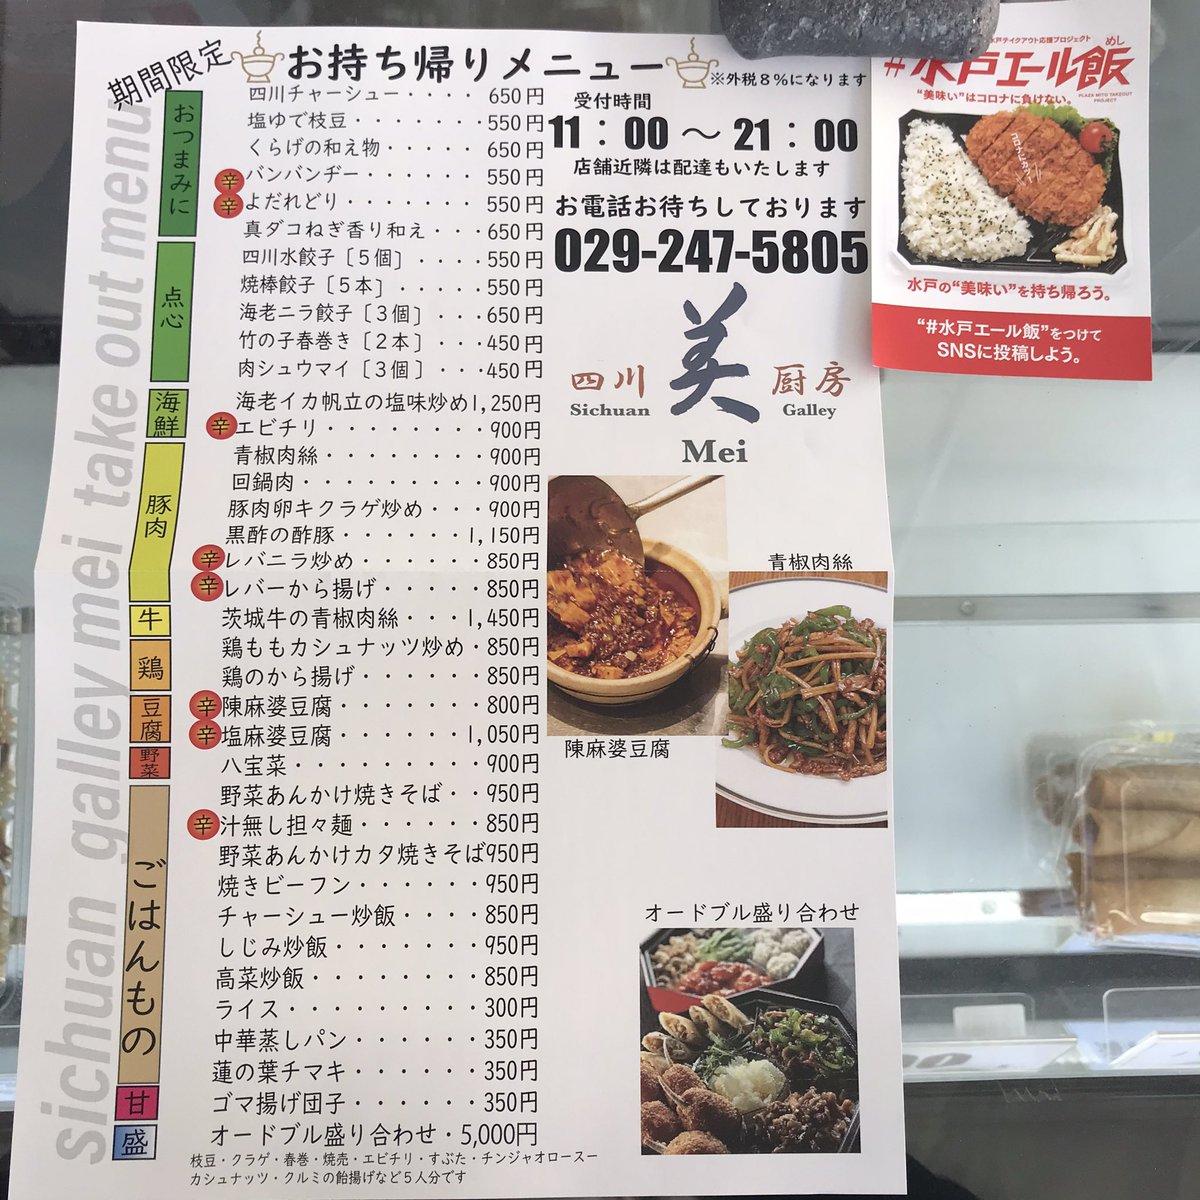 期間限定
お持ち帰りメニュー
※外税8%になります
sichuan galley mei take out menu
おつまみに
四川チャーシュー・・・・650円
塩ゆで枝豆・・・・・・・550円
くらげの和え物・・・・・650円
辛 バンバンヂー・・・・・・550円
辛 よだれどり・・・・・・・550円
真ダコねぎ香り和え・・・650円
点心
四川水餃子〔5個〕・・・・550円
焼棒餃子〔5本〕・・・・・550円
海老ニラ餃子〔3個〕・・・650円
竹の子春巻き〔2本〕・・・450円
肉シュウマイ〔3個〕・・・450円
海鮮
海老イカ帆立の塩味炒め1,250円
辛 エビチリ・・・・・・・・900円
豚肉
青椒肉絲・・・・・・・・900円
回鍋肉・・・・・・・・・900円
豚肉卵キクラゲ炒め・・・900円
黒酢の酢豚・・・・・・・1,150円
辛 レバニラ炒め・・・・・・850円
辛 レバーから揚げ・・・・・850円
牛
茨城牛の青椒肉絲・・・1,450円
鶏
鶏ももカシュナッツ炒め・850円
鶏のから揚げ・・・・・・850円
豆腐
辛 陳麻婆豆腐・・・・・・・800円
辛 塩麻婆豆腐・・・・・・1,050円
野菜
八宝菜・・・・・・・・・900円
ごはんもの
野菜あんかけ焼きそば・・950円
辛 汁無し担々麺・・・・・・850円
野菜あんかけカタ焼きそば950円
焼きビーフン・・・・・・950円
チャーシュー炒飯・・・・850円
しじみ炒飯・・・・・・・950円
高菜炒飯・・・・・・・・850円
ライス・・・・・・・・・300円
中華蒸しパン・・・・・・350円
蓮の葉チマキ・・・・・・350円
甘
ゴマ揚げ団子・・・・・・350円
盛
オードブル盛り合わせ・5,000円
枝豆・クラゲ・春巻・焼売・エビチリ・すぶた・チンジャオロースー
カシュナッツ・クルミの飴揚げなど5人分です
受付時間
11:00～21:00
店舗近隣は配達もいたします
お電話お待ちしております
029-247-5805
四川 美 厨房
Sichuan Galley
Mei
青椒肉絲
陳麻婆豆腐
オードブル盛り合わせ
水戸テイクアウト応援プロジェクト
#水戸エール飯
めし
"美味い"はコロナに負けない。
PLAZA MITO TAKEOUT
PROJECT
コロナにカツ
水戸の"美味い"を持ち帰ろう。
"#水戸エール飯"をつけて
SNSに投稿しよう。